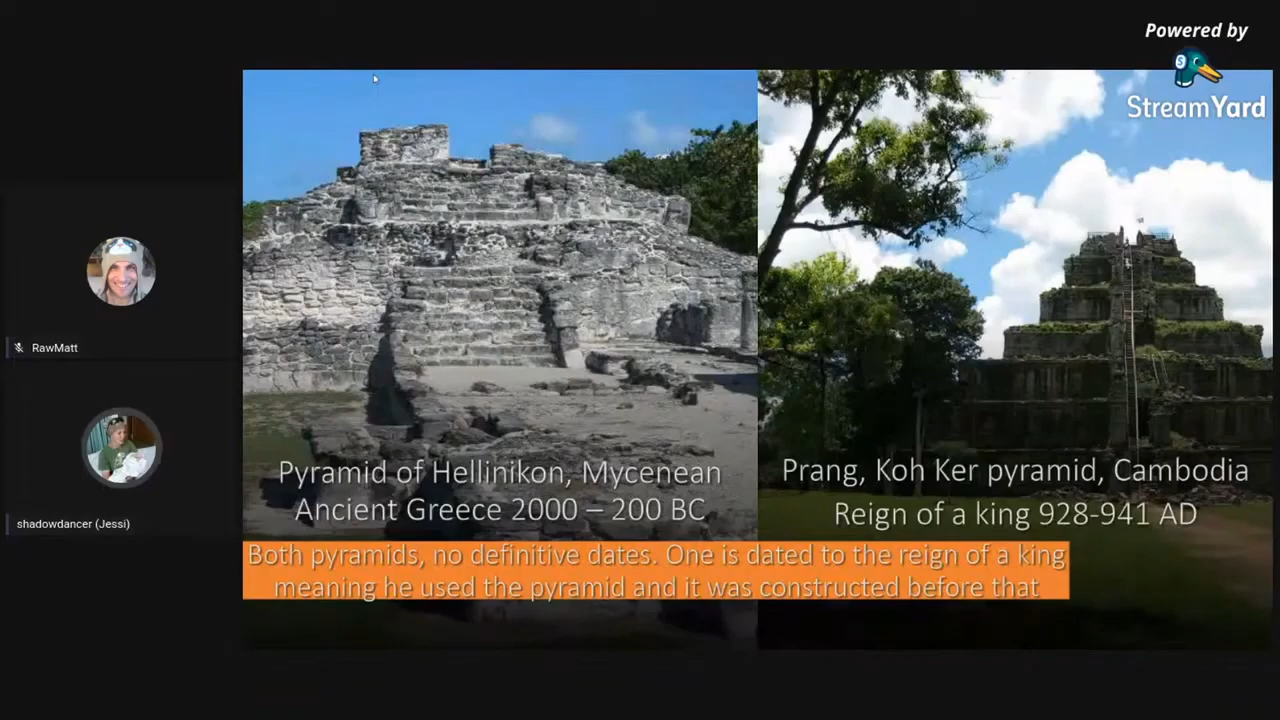 Powered by
StreamYard
RawMatt
shadowdancer (Jessi)
Pyramid of Hellinikon, Mycenean
Ancient Greece 2000 – 200 BC
Prang, Koh Ker pyramid, Cambodia
Reign of a king 928-941 AD
Both pyramids, no definitive dates. One is dated to the reign of a king
meaning he used the pyramid and it was constructed before that